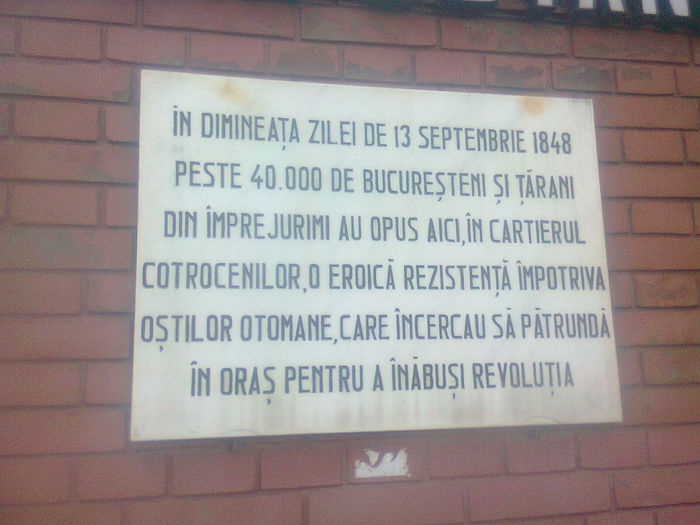 ÎN DIMINEAȚA ZILEI DE 13 SEPTEMBRIE 1848
PESTE 40.000 DE BUCUREȘTENI ȘI ȚĂRANI
DIN ÎMPREJURIMI AU OPUS AICI, ÎN CARTIERUL
COTROCENILOR, O EROICĂ REZISTENȚĂ ÎMPOTRIVA
OȘTILOR OTOMANE, CARE ÎNCERCAU SĂ PĂTRUNDĂ
ÎN ORAȘ PENTRU A ÎNĂBUȘI REVOLUȚIA